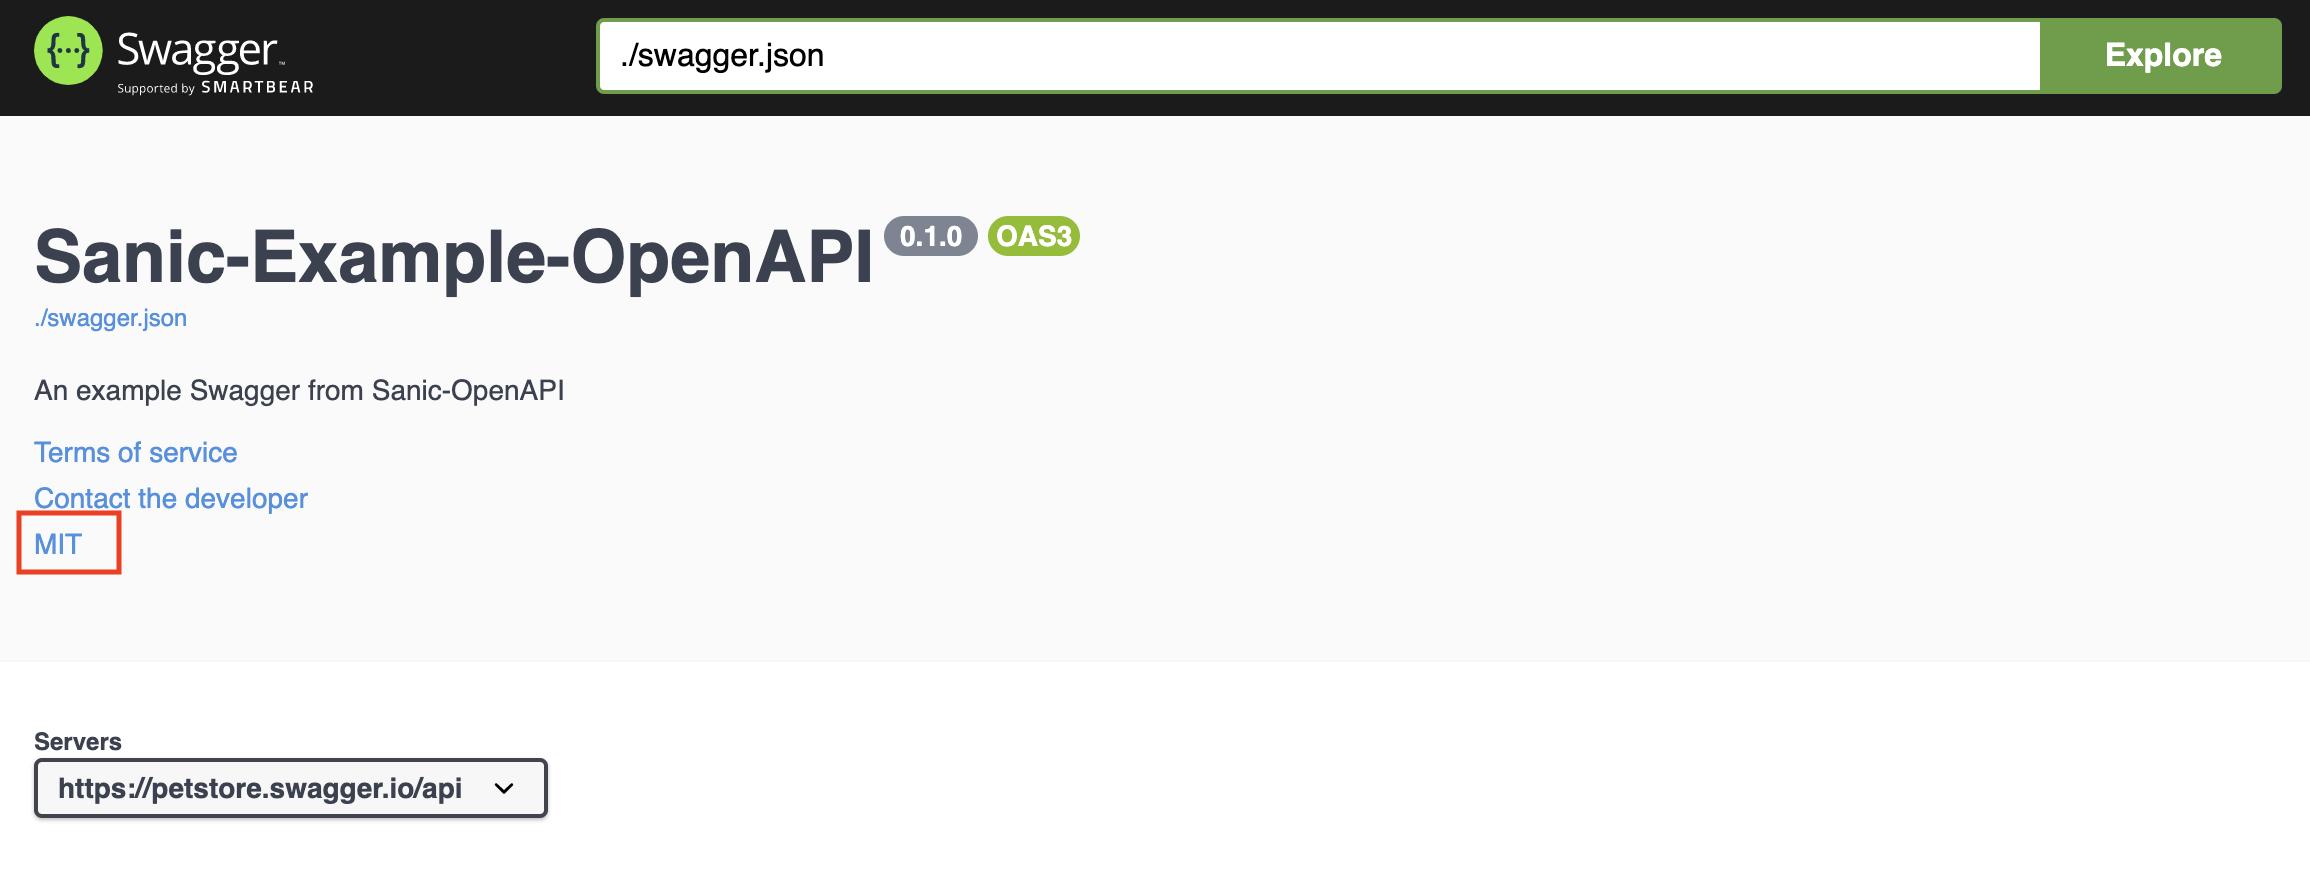 {···} Swagger™
Supported by SMARTBEAR
./swagger.json
Explore
Sanic-Example-OpenAPI 0.1.0 OAS3
./swagger.json
An example Swagger from Sanic-OpenAPI
Terms of service
Contact the developer
MIT
Servers
https://petstore.swagger.io/api